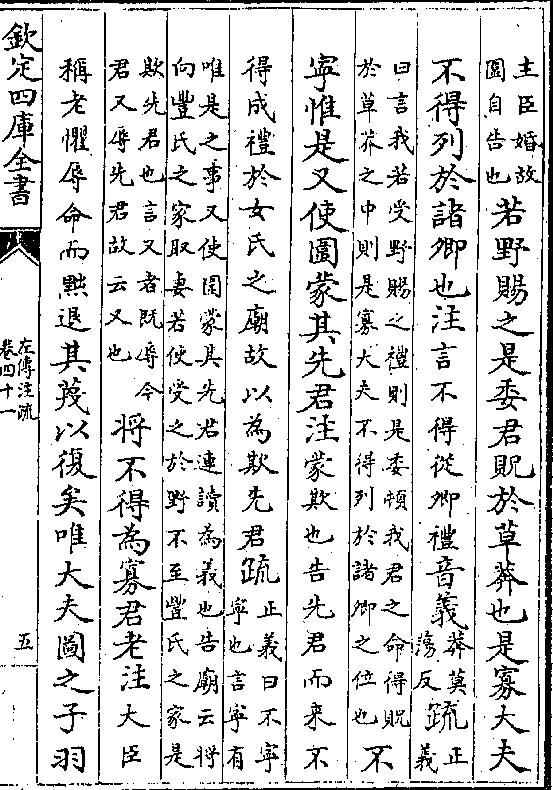 主臣婚故
圍自告也
若野賜之是委君貺於草莽也是寡大夫
不得列於諸卿也注言不得從卿禮音義
莽莫
蕩反
疏
正
義
曰言我若受野賜之禮則是委頓我君之命得貺
於草莽之中則是寡大夫不得列於諸卿之位也
不
寧惟是又使圍蒙其先君注蒙欺也告先君而來不
得成禮於女氏之廟故以為欺先君疏
正義曰不寧
寧也言寧有
唯是之事又使圍蒙其先君連讀為義也告廟云將
向豐氏之家取妻若使受之於野不至豐氏之家是
欺先君也言又者既辱今
君又辱先君故云又也
將不得為寡君老注大臣
稱老懼辱命而黜退其蔑以復矣唯大夫圖之子羽
欽定四庫全書
左傳注疏
卷四十一
五